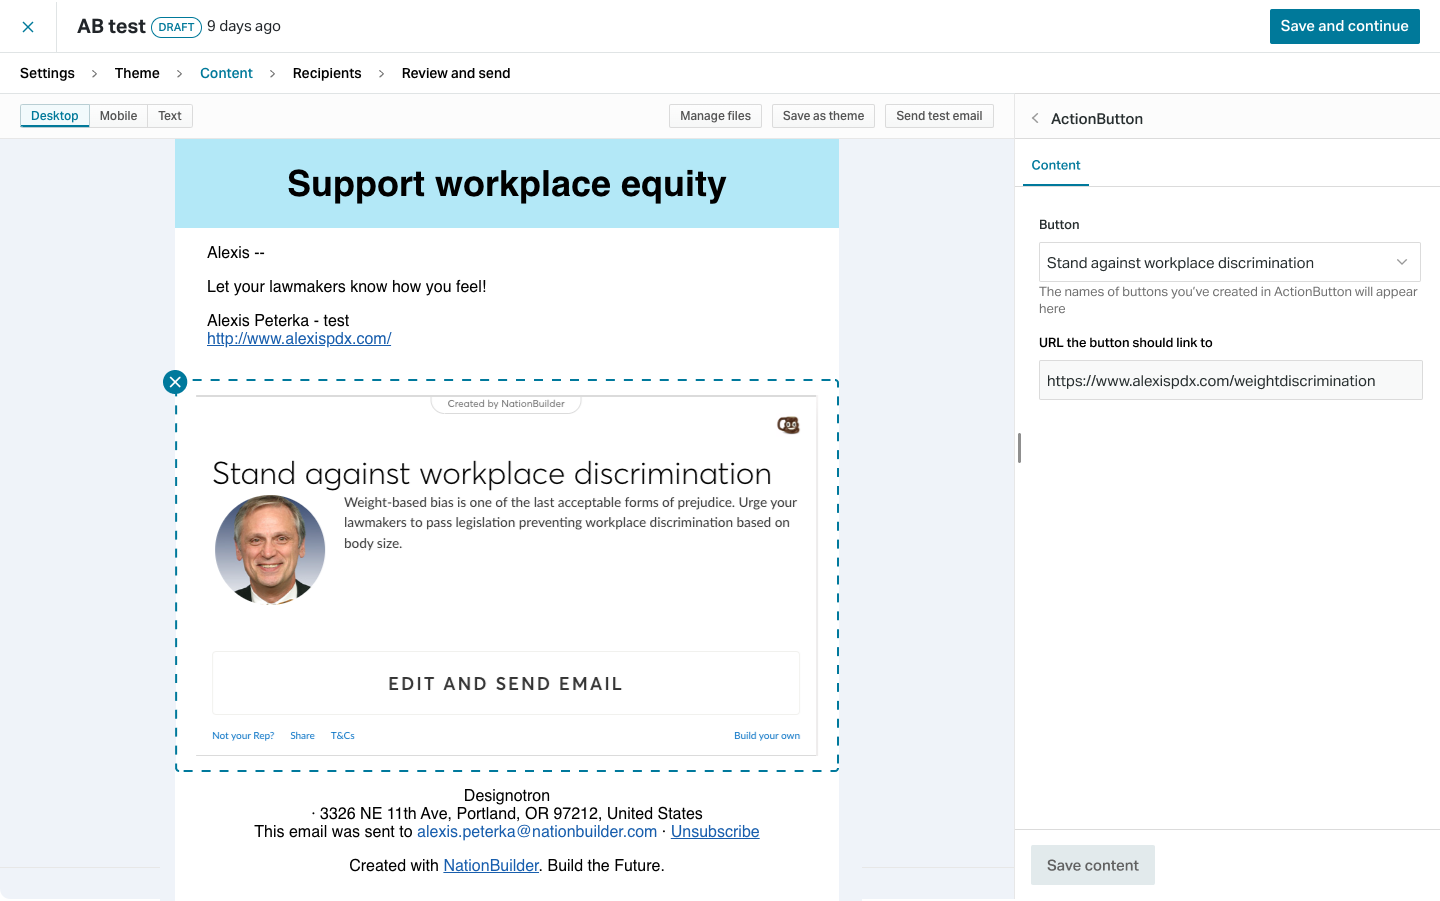 AB test DRAFT 9 days ago
Save and continue
Settings > Theme > Content > Recipients > Review and send
Desktop Mobile Text
Manage files Save as theme Send test email
ActionButton
Content
Support workplace equity
Alexis --
Let your lawmakers know how you feel!
Alexis Peterka - test
http://www.alexispdx.com/
Created by NationBuilder
Stand against workplace discrimination
Weight-based bias is one of the last acceptable forms of prejudice. Urge your
lawmakers to pass legislation preventing workplace discrimination based on
body size.
EDIT AND SEND EMAIL
Not your Rep? Share T&Cs Build your own
Designotron
· 3326 NE 11th Ave, Portland, OR 97212, United States
This email was sent to alexis.peterka@nationbuilder.com · Unsubscribe
Created with NationBuilder. Build the Future.
Button
Stand against workplace discrimination
The names of buttons you've created in ActionButton will appear
here
URL the button should link to
https://www.alexispdx.com/weightdiscrimination
Save content